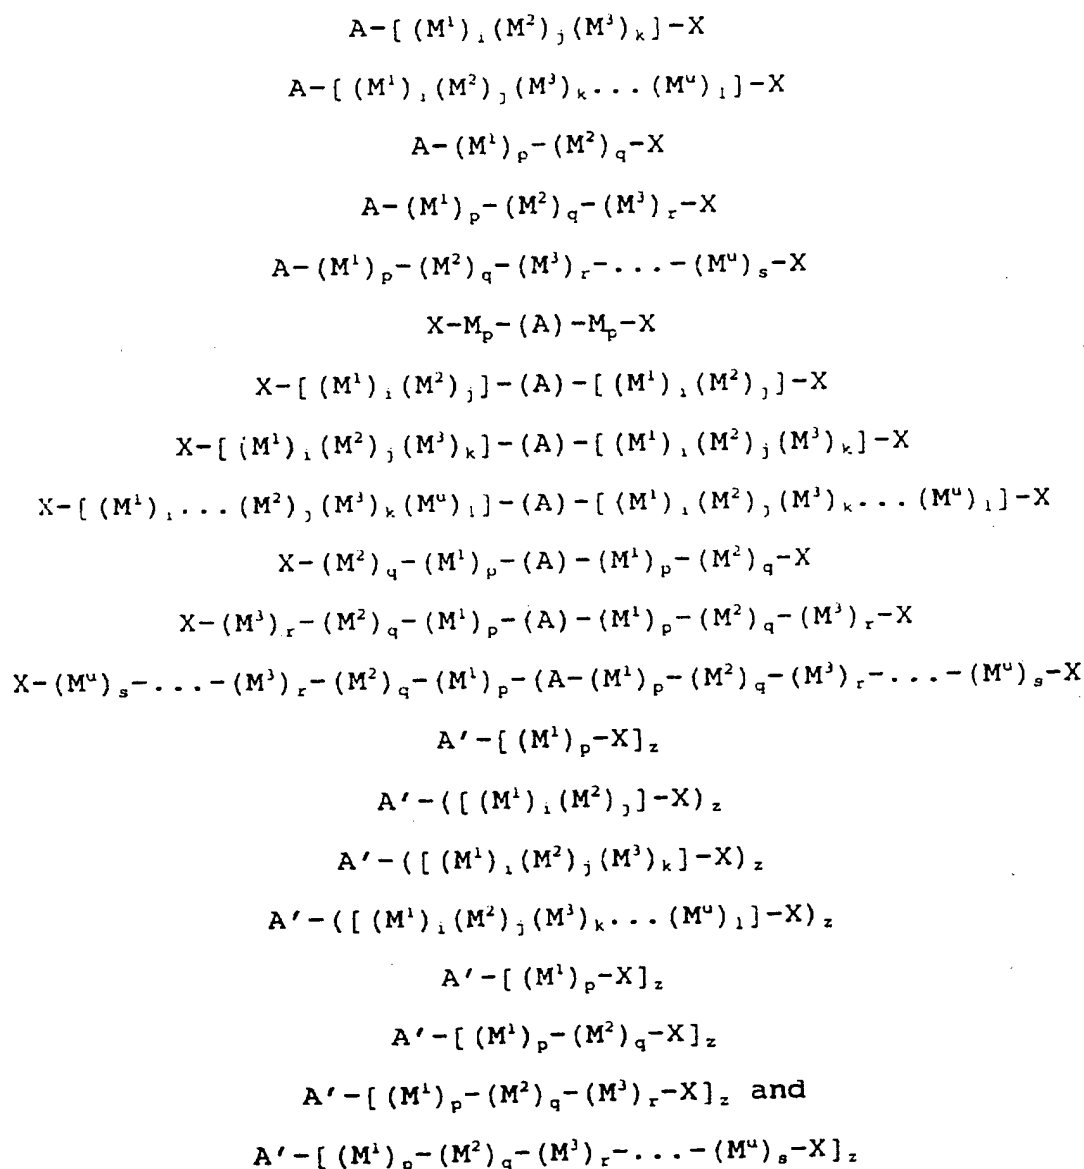 A-[(M¹)ᵢ(M²)ⱼ(M³)ₖ]-X
A-[(M¹)ᵢ(M²)ⱼ(M³)ₖ...(Mᵘ)ₗ]-X
A-(M¹)ₚ-(M²)q-X
A-(M¹)ₚ-(M²)q-(M³)ᵣ-X
A-(M¹)ₚ-(M²)q-(M³)ᵣ-...-(Mᵘ)ₛ-X
X-Mₚ-(A)-Mₚ-X
X-[(M¹)ᵢ(M²)ⱼ]-(A)-[(M¹)ᵢ(M²)ⱼ]-X
X-[(M¹)ᵢ(M²)ⱼ(M³)ₖ]-(A)-[(M¹)ᵢ(M²)ⱼ(M³)ₖ]-X
X-[(M¹)ᵢ...(M²)ⱼ(M³)ₖ(Mᵘ)ₗ]-(A)-[(M¹)ᵢ(M²)ⱼ(M³)ₖ...(Mᵘ)ₗ]-X
X-(M²)q-(M¹)ₚ-(A)-(M¹)ₚ-(M²)q-X
X-(M³)ᵣ-(M²)q-(M¹)ₚ-(A)-(M¹)ₚ-(M²)q-(M³)ᵣ-X
X-(Mᵘ)ₛ-...-(M³)ᵣ-(M²)q-(M¹)ₚ-(A-(M¹)ₚ-(M²)q-(M³)ᵣ-...-(Mᵘ)ₛ-X
A′-[(M¹)ₚ-X]z
A′-([(M¹)ᵢ(M²)ⱼ]-X)z
A′-([(M¹)ᵢ(M²)ⱼ(M³)ₖ]-X)z
A′-([(M¹)ᵢ(M²)ⱼ(M³)ₖ...(Mᵘ)ₗ]-X)z
A′-[(M¹)ₚ-X]z
A′-[(M¹)ₚ-(M²)q-X]z
A′-[(M¹)ₚ-(M²)q-(M³)ᵣ-X]z and
A′-[(M¹)ₚ-(M²)q-(M³)ᵣ-...-(Mᵘ)ₛ-X]z